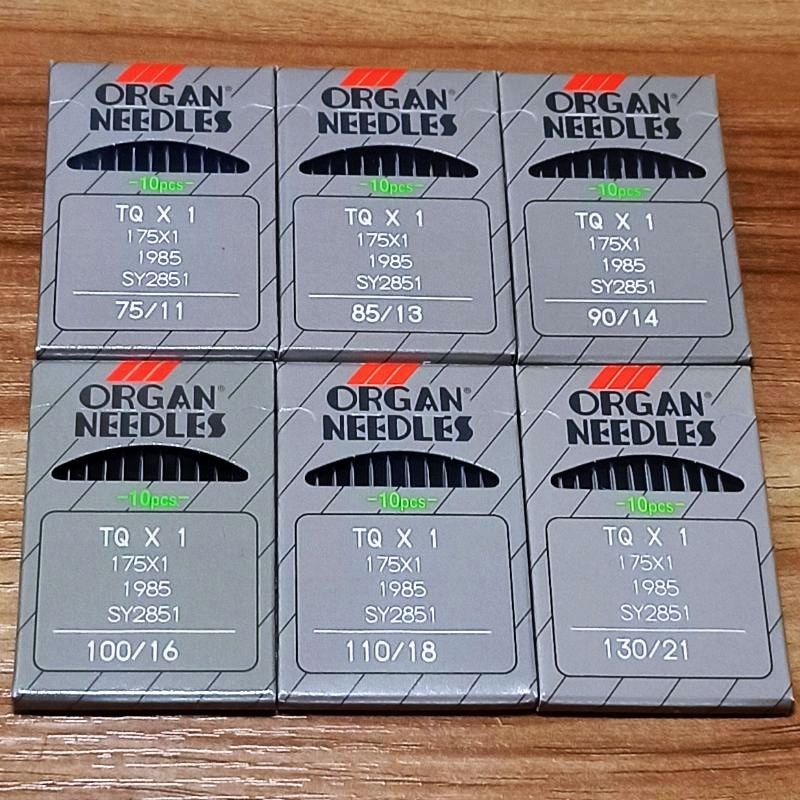 ORGAN®
NEEDLES
-10pcs-
TQ X 1
175X1
1985
SY2851
75/11
ORGAN®
NEEDLES
-10pcs-
TQ X 1
175X1
1985
SY2851
85/13
ORGAN®
NEEDLES
-10pcs-
TQ X 1
175X1
1985
SY2851
90/14
ORGAN®
NEEDLES
-10pcs-
TQ X 1
175X1
1985
SY2851
100/16
ORGAN®
NEEDLES
-10pcs-
TQ X 1
175X1
1985
SY2851
110/18
ORGAN®
NEEDLES
-10pcs-
TQ X 1
175X1
1985
SY2851
130/21